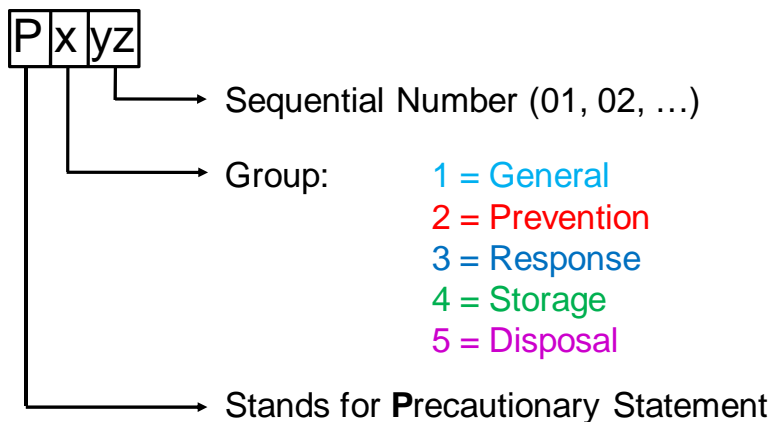 P x yz
Sequential Number (01, 02, …)
Group: 1 = General
2 = Prevention
3 = Response
4 = Storage
5 = Disposal
Stands for Precautionary Statement